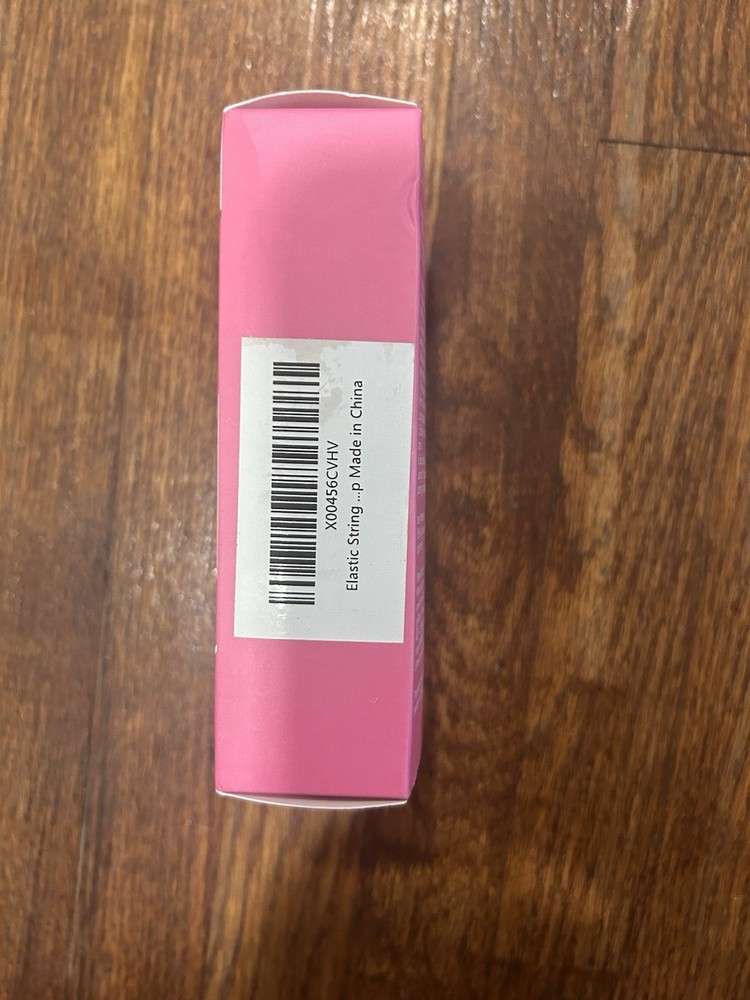 X00456CVHV
Elastic String ...p Made in China